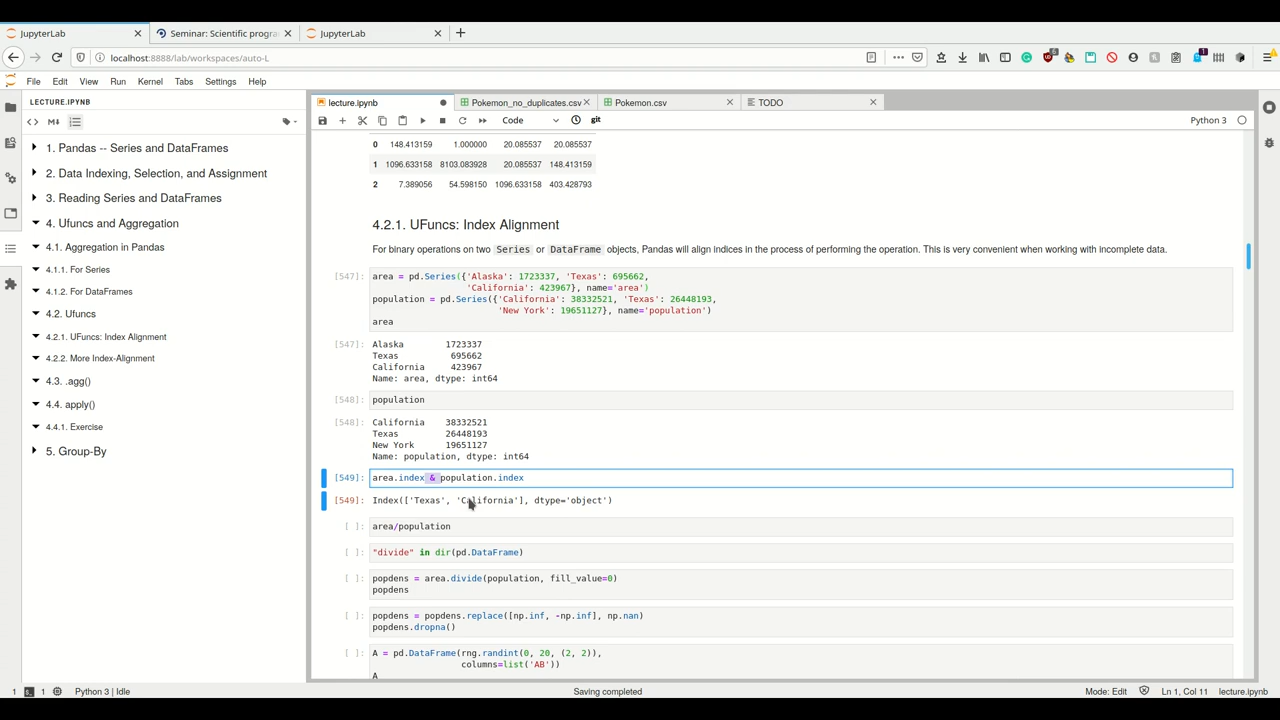 JupyterLab
Seminar: Scientific progra
JupyterLab
localhost:8888/lab/workspaces/auto-L
6
1
File Edit View Run Kernel Tabs Settings Help
LECTURE.IPYNB
1. Pandas -- Series and DataFrames
2. Data Indexing, Selection, and Assignment
3. Reading Series and DataFrames
4. Ufuncs and Aggregation
4.1. Aggregation in Pandas
4.1.1. For Series
4.1.2. For DataFrames
4.2. Ufuncs
4.2.1. UFuncs: Index Alignment
4.2.2. More Index-Alignment
4.3. .agg()
4.4. apply()
4.4.1. Exercise
5. Group-By
lecture.ipynb
Pokemon_no_duplicates.csv
Pokemon.csv
TODO
Code
git
Python 3
0 148.413159 1.000000 20.085537 20.085537
1 1096.633158 8103.083928 20.085537 148.413159
2 7.389056 54.598150 1096.633158 403.428793
4.2.1. UFuncs: Index Alignment
For binary operations on two Series or DataFrame objects, Pandas will align indices in the process of performing the operation. This is very convenient when working with incomplete data.
[547]: area = pd.Series({'Alaska': 1723337, 'Texas': 695662,
'California': 423967}, name='area')
population = pd.Series({'California': 38332521, 'Texas': 26448193,
'New York': 19651127}, name='population')
area
[547]: Alaska 1723337
Texas 695662
California 423967
Name: area, dtype: int64
[548]: population
[548]: California 38332521
Texas 26448193
New York 19651127
Name: population, dtype: int64
[549]: area.index & population.index
[549]: Index(['Texas', 'California'], dtype='object')
[ ]: area/population
[ ]: "divide" in dir(pd.DataFrame)
[ ]: popdens = area.divide(population, fill_value=0)
popdens
[ ]: popdens = popdens.replace([np.inf, -np.inf], np.nan)
popdens.dropna()
[ ]: A = pd.DataFrame(rng.randint(0, 20, (2, 2)),
columns=list('AB'))
A
1 1 Python 3 | Idle
Saving completed
Mode: Edit Ln 1, Col 11 lecture.ipynb